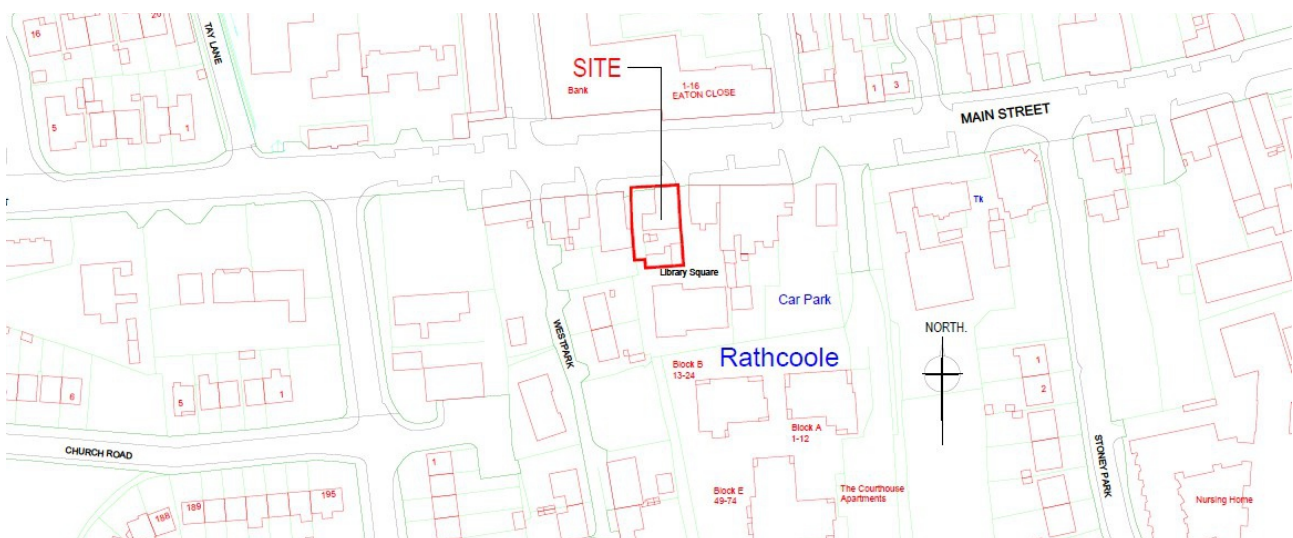 16
20
TAY LANE
5
1
SITE
Bank
1-16
EATON CLOSE
1
3
MAIN STREET
Tk
Library Square
Car Park
WESTPARK
Rathcoole
NORTH.
Block B
13-24
Block A
1-12
1
2
6
5
1
CHURCH ROAD
1
STONEY PARK
Block E
49-74
The Courthouse
Apartments
Nursing Home
188
189
195